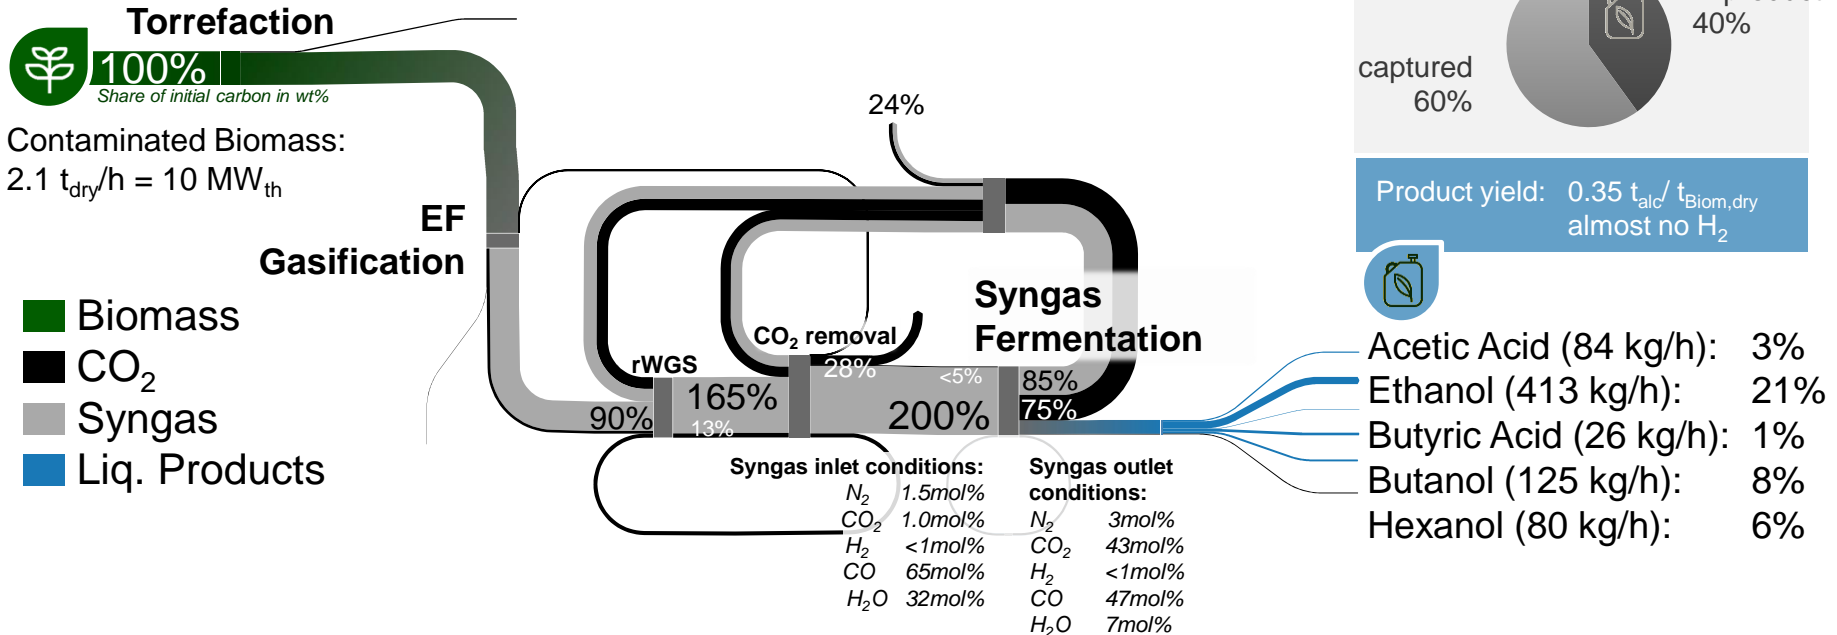 Torrefaction
100%
Share of initial carbon in wt%
Contaminated Biomass:
2.1 t_dry/h = 10 MW_th
EF
Gasification
Biomass
CO₂
Syngas
Liq. Products
24%
rWGS
CO₂ removal
Syngas
Fermentation
90%
165%
13%
28%
<5%
200%
85%
75%
Syngas inlet conditions:
N₂ 1.5mol%
CO₂ 1.0mol%
H₂ <1mol%
CO 65mol%
H₂O 32mol%
Syngas outlet
conditions:
N₂ 3mol%
CO₂ 43mol%
H₂ <1mol%
CO 47mol%
H₂O 7mol%
40%
captured
60%
Product yield: 0.35 t_alc/ t_Biom,dry
almost no H₂
Acetic Acid (84 kg/h): 3%
Ethanol (413 kg/h): 21%
Butyric Acid (26 kg/h): 1%
Butanol (125 kg/h): 8%
Hexanol (80 kg/h): 6%